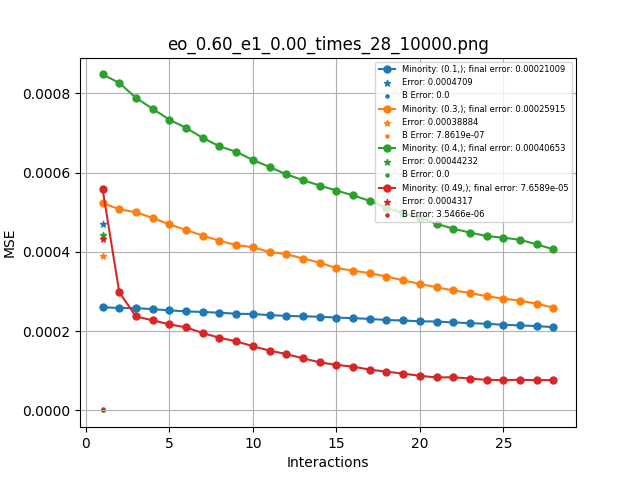 eo_0.60_e1_0.00_times_28_10000.png
Minority: (0.1,); final error: 0.00021009
Error: 0.0004709
B Error: 0.0
Minority: (0.3,); final error: 0.00025915
Error: 0.00038884
B Error: 7.8619e-07
Minority: (0.4,); final error: 0.00040653
Error: 0.00044232
B Error: 0.0
Minority: (0.49,); final error: 7.6589e-05
Error: 0.0004317
B Error: 3.5466e-06
MSE
0.0008
0.0006
0.0004
0.0002
0.0000
0 5 10 15 20 25
Interactions